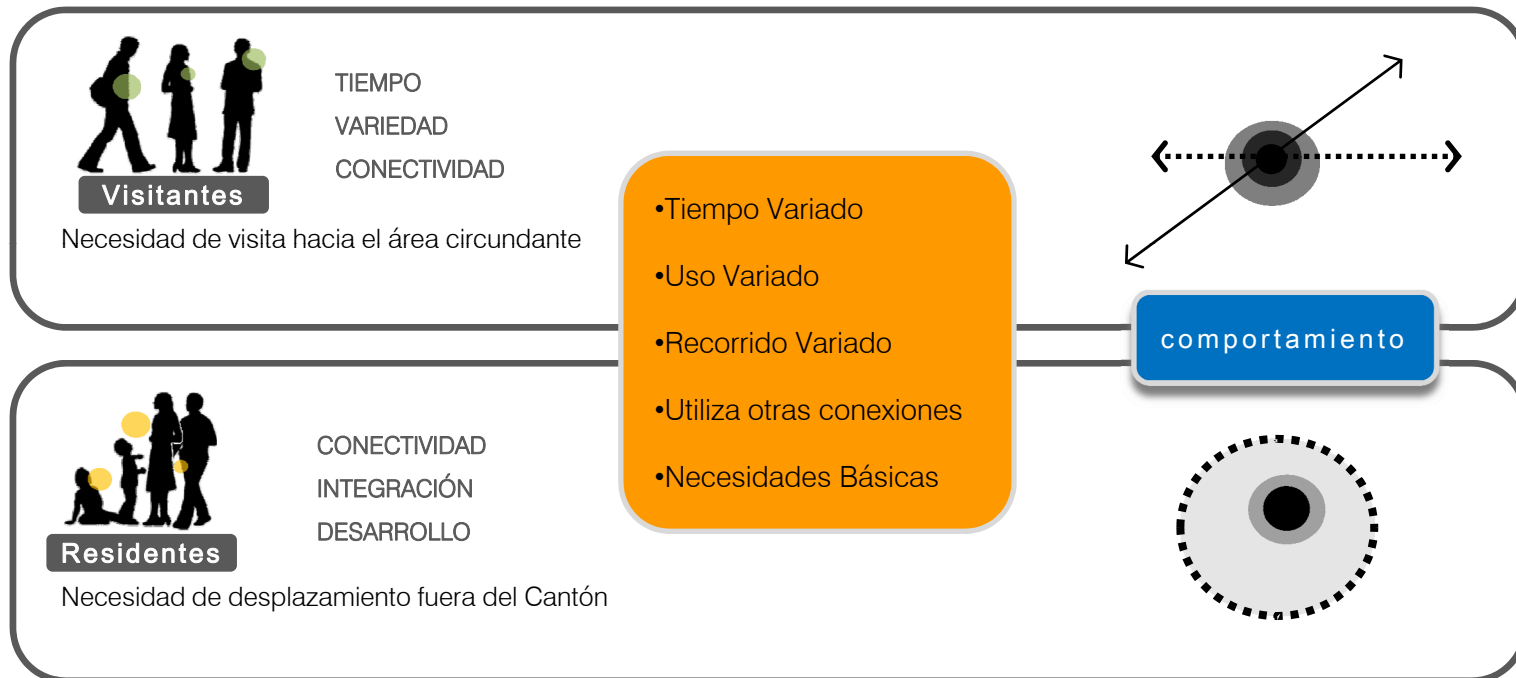 TIEMPO
VARIEDAD
CONECTIVIDAD
Visitantes
Necesidad de visita hacia el área circundante
•Tiempo Variado
•Uso Variado
•Recorrido Variado
•Utiliza otras conexiones
•Necesidades Básicas
comportamiento
CONECTIVIDAD
INTEGRACIÓN
DESARROLLO
Residentes
Necesidad de desplazamiento fuera del Cantón